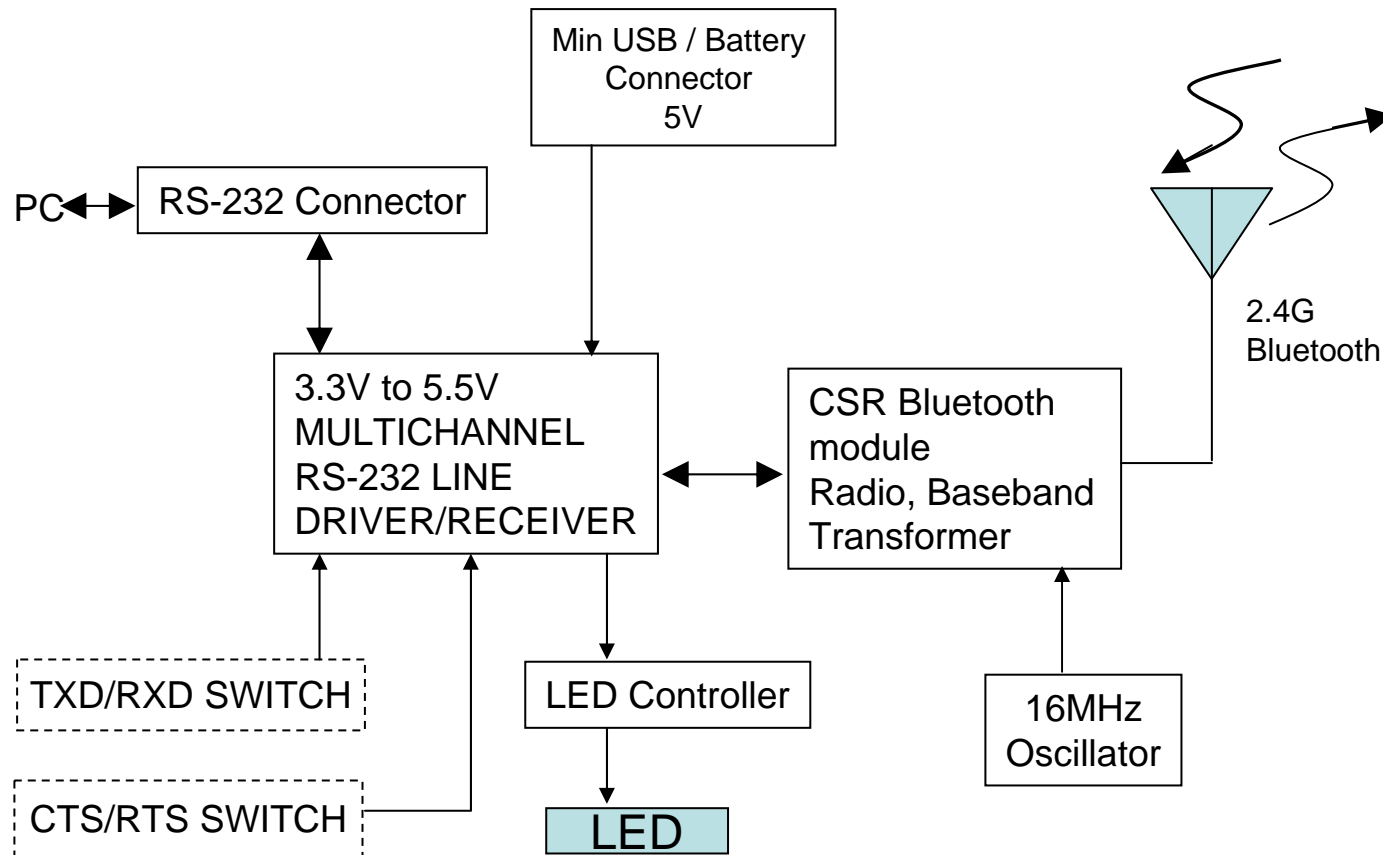 Min USB / Battery
Connector
5V
PC
RS-232 Connector
2.4G
Bluetooth
3.3V to 5.5V
MULTICHANNEL
RS-232 LINE
DRIVER/RECEIVER
CSR Bluetooth
module
Radio, Baseband
Transformer
TXD/RXD SWITCH
LED Controller
16MHz
Oscillator
CTS/RTS SWITCH
LED